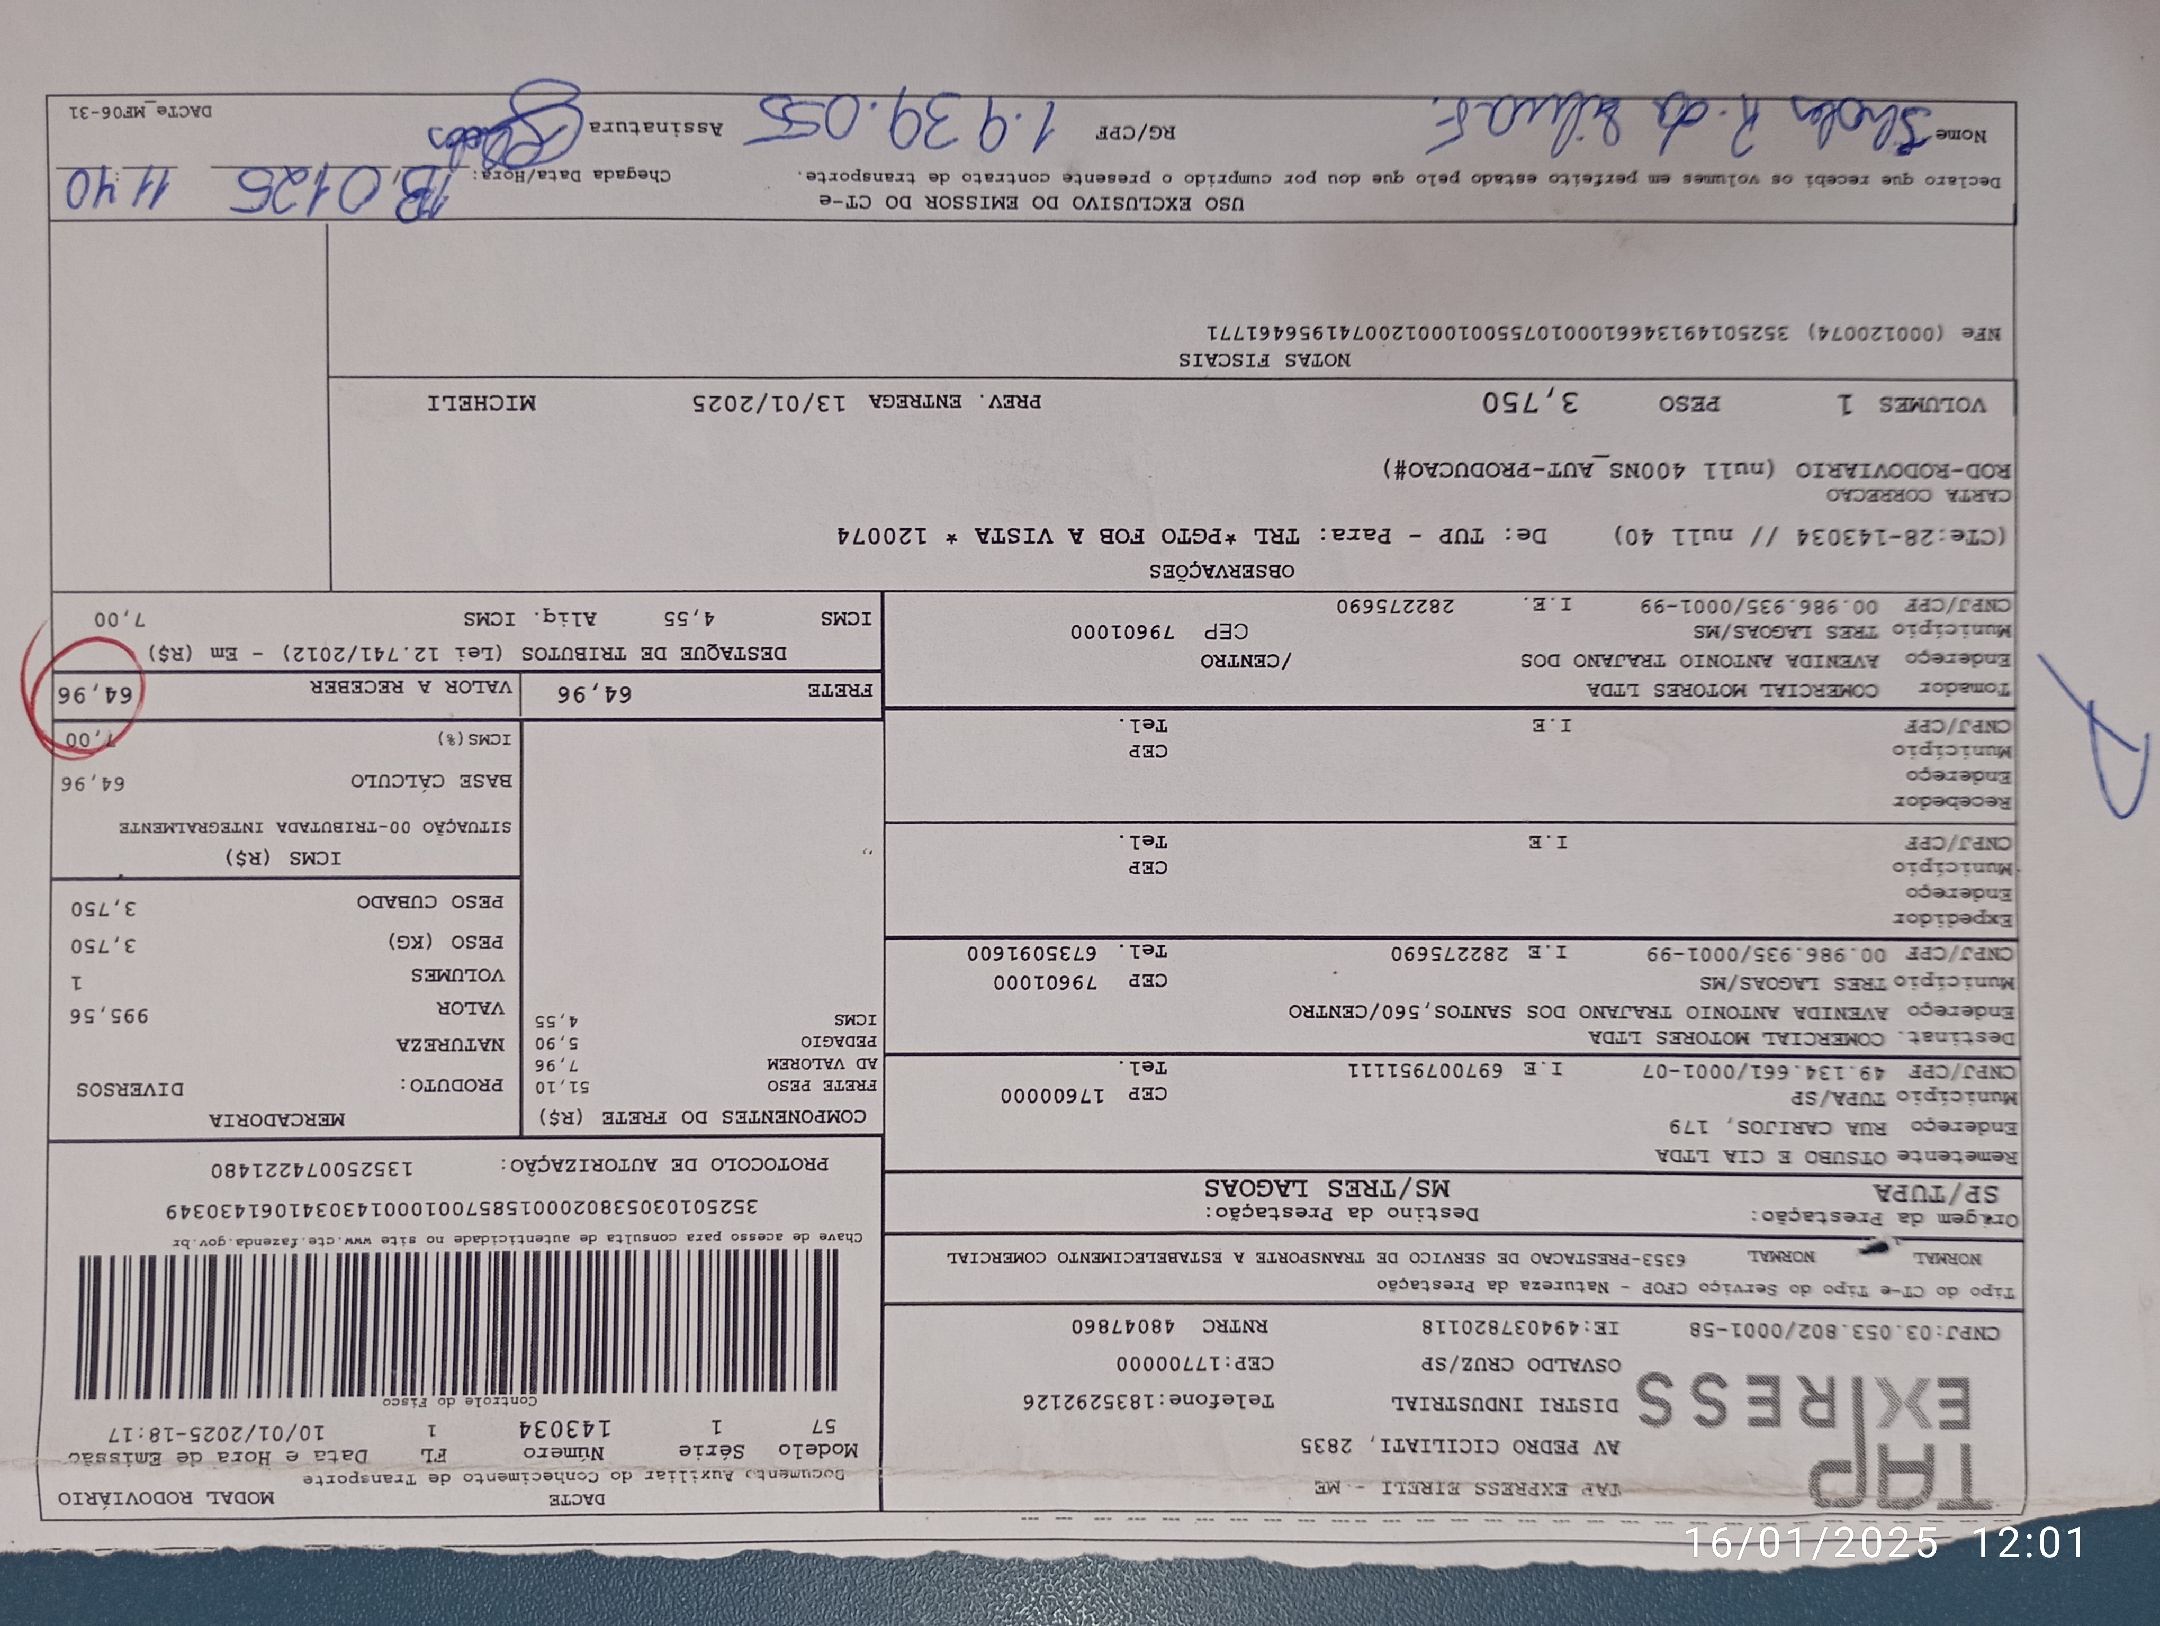 TAP
EXPRESS
TAP EXPRESS EIRELI - ME
AV PEDRO CICILIATI, 2835
DISTRI INDUSTRIAL Telefone:1835292126
OSVALDO CRUZ/SP CEP:17700000
CNPJ:03.053.802/0001-58 IE:494037820118 RNTRC 48047860
DACTE MODAL RODOVIÁRIO
Documento Auxiliar do Conhecimento de Transporte
Modelo Série Número FL Data e Hora de Emissão
57 1 143034 1 10/01/2025-18:17
Controle do Fisco
Chave de acesso para consulta de autenticidade no site www.cte.fazenda.gov.br
35250103053802000158570010001430341061430349
PROTOCOLO DE AUTORIZAÇÃO: 135250074221480
Tipo do CT-e Tipo do Serviço CFOP - Natureza da Prestação
NORMAL NORMAL 6353-PRESTACAO DE SERVICO DE TRANSPORTE A ESTABELECIMENTO COMERCIAL
Origem da Prestação: Destino da Prestação:
SP/TUPA MS/TRES LAGOAS
Remetente OTSUBO E CIA LTDA
Endereço RUA CARIJOS, 179
Município TUPA/SP CEP 17600000
CNPJ/CPF 49.134.661/0001-07 I.E 697007951111 Tel.
Destinat. COMERCIAL MOTORES LTDA
Endereço AVENIDA ANTONIO TRAJANO DOS SANTOS,560/CENTRO
Município TRES LAGOAS/MS CEP 79601000
CNPJ/CPF 00.986.935/0001-99 I.E 282275690 Tel. 6735091600
Expedidor
Endereço
Município CEP
CNPJ/CPF I.E Tel.
Recebedor
Endereço
Município CEP
CNPJ/CPF I.E Tel.
Tomador COMERCIAL MOTORES LTDA
Endereço AVENIDA ANTONIO TRAJANO DOS /CENTRO
Município TRES LAGOAS/MS CEP 79601000
CNPJ/CPF 00.986.935/0001-99 I.E. 282275690
COMPONENTES DO FRETE (R$)
FRETE PESO 51,10
AD VALOREM 7,96
PEDAGIO 5,90
ICMS 4,55
MERCADORIA
PRODUTO: DIVERSOS
NATUREZA
VALOR 995,56
VOLUMES 1
PESO (KG) 3,750
PESO CUBADO 3,750
ICMS (R$)
SITUAÇÃO 00-TRIBUTADA INTEGRALMENTE
BASE CÁLCULO 64,96
ICMS(%) 7,00
FRETE 64,96 VALOR A RECEBER 64,96
DESTAQUE DE TRIBUTOS (Lei 12.741/2012) - Em (R$)
ICMS 4,55 Aliq. ICMS 7,00
OBSERVAÇÕES
(CTe:28-143034 // null 40) De: TUP - Para: TRL *PGTO FOB A VISTA * 120074
CARTA CORRECAO
ROD-RODOVIARIO (null 400NS_AUT-PRODUCAO#)
VOLUMES 1 PESO 3,750 PREV. ENTREGA 13/01/2025 MICHELI
NOTAS FISCAIS
NFe (000120074) 35250149134661000107550010001200741956461771
USO EXCLUSIVO DO EMISSOR DO CT-e
Declaro que recebi os volumes em perfeito estado pelo que dou por cumprido o presente contrato de transporte. Chegada Data/Hora: 13,0125 11:40
Nome R. da Silva F. RG/CPF 1.939.055 Assinatura
DACTe_MF06-31
16/01/2025 12:01